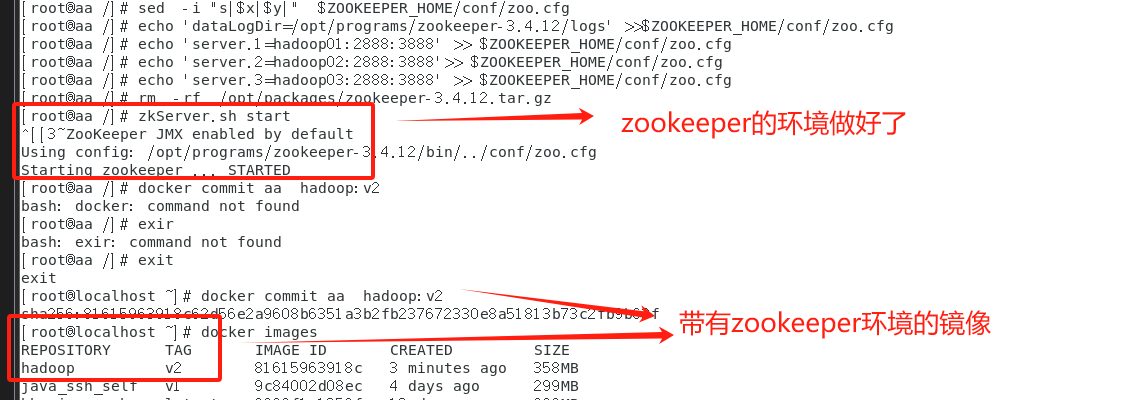 [root@aa /]# sed -i "s|$x|$y|" $ZOOKEEPER_HOME/conf/zoo.cfg
[root@aa /]# echo 'dataLogDir=/opt/programs/zookeeper-3.4.12/logs' >>$ZOOKEEPER_HOME/conf/zoo.cfg
[root@aa /]# echo 'server.1=hadoop01:2888:3888' >> $ZOOKEEPER_HOME/conf/zoo.cfg
[root@aa /]# echo 'server.2=hadoop02:2888:3888'>> $ZOOKEEPER_HOME/conf/zoo.cfg
[root@aa /]# echo 'server.3=hadoop03:2888:3888' >> $ZOOKEEPER_HOME/conf/zoo.cfg
[root@aa /]# rm -rf /opt/packages/zookeeper-3.4.12.tar.gz
[root@aa /]# zkServer.sh start
^[[3~ZooKeeper JMX enabled by default
zookeeper的环境做好了
Using config: /opt/programs/zookeeper-3.4.12/bin/../conf/zoo.cfg
Starting zookeeper ... STARTED
[root@aa /]# docker commit aa hadoop:v2
bash: docker: command not found
[root@aa /]# exir
bash: exir: command not found
[root@aa /]# exit
exit
[root@localhost ~]# docker commit aa hadoop:v2
[root@localhost ~]# docker images
带有zookeeper环境的镜像
REPOSITORY TAG IMAGE ID CREATED SIZE
hadoop v2 81615963918c 3 minutes ago 358MB
java_ssh_self v1 9c84002d08ec 4 days ago 299MB